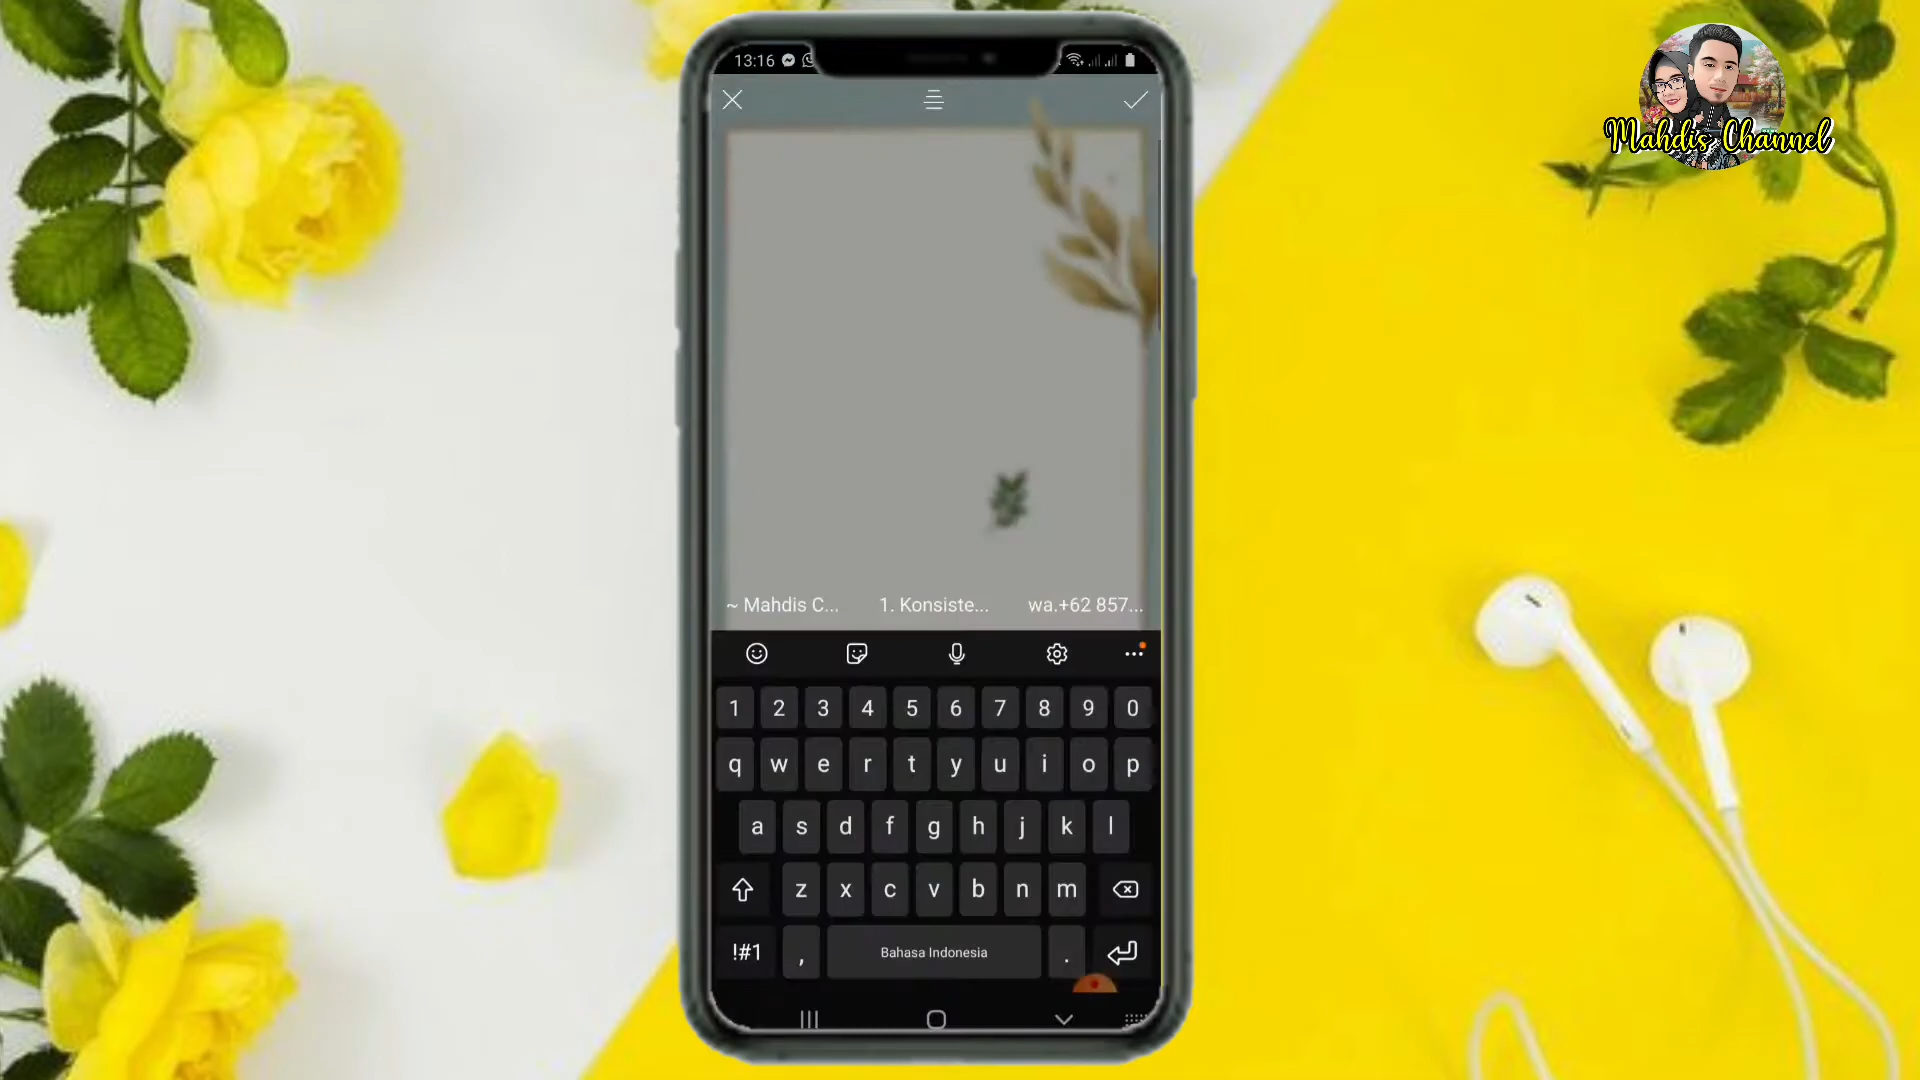 13:16
Mahdis Channel
~ Mahdis C... 1. Konsiste... wa.+62 857...
1 2 3 4 5 6 7 8 9 0
q w e r t y u i o p
a s d f g h j k l
z x c v b n m
!#1 , Bahasa Indonesia .